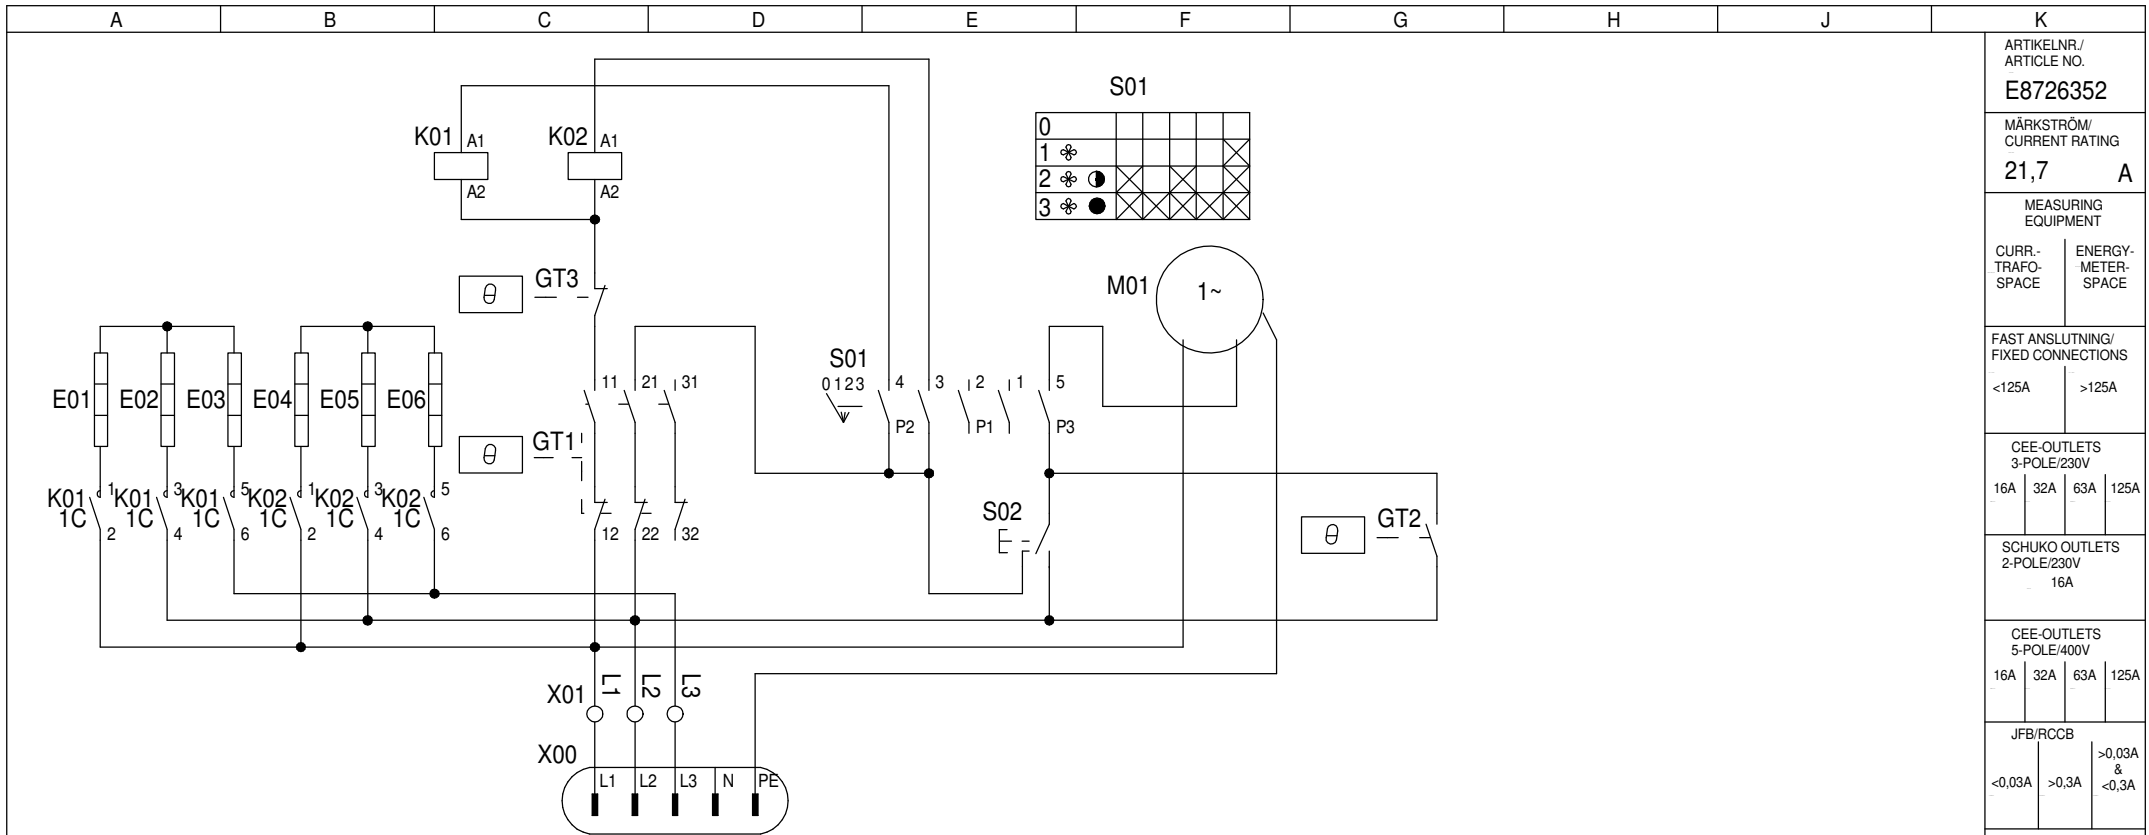 A B C D E F G H J K
ARTIKELNR./
ARTICLE NO.
E8726352
MÄRKSTRÖM/
CURRENT RATING
21,7 A
MEASURING
EQUIPMENT
CURR.-
TRAFO-
SPACE
ENERGY-
METER-
SPACE
FAST ANSLUTNING/
FIXED CONNECTIONS
<125A >125A
CEE-OUTLETS
3-POLE/230V
16A 32A 63A 125A
SCHUKO OUTLETS
2-POLE/230V
16A
CEE-OUTLETS
5-POLE/400V
16A 32A 63A 125A
JFB/RCCB
<0,03A >0,3A
>0,03A
&
<0,3A
S01
0
1
2
3
K01 A1 K02 A1
A2 A2
θ GT3
M01 1~
S01
0 1 2 3 4 3 2 1 5
P2 P1 P3
11 21 31
E01 E02 E03 E04 E05 E06
θ GT1
K01 1 K01 3 K01 5 K02 1 K02 3 K02 5
1C 1C 1C 1C 1C 1C
2 4 6 2 4 6
12 22 32
S02
θ GT2
X01 L1 L2 L3
X00
L1 L2 L3 N PE